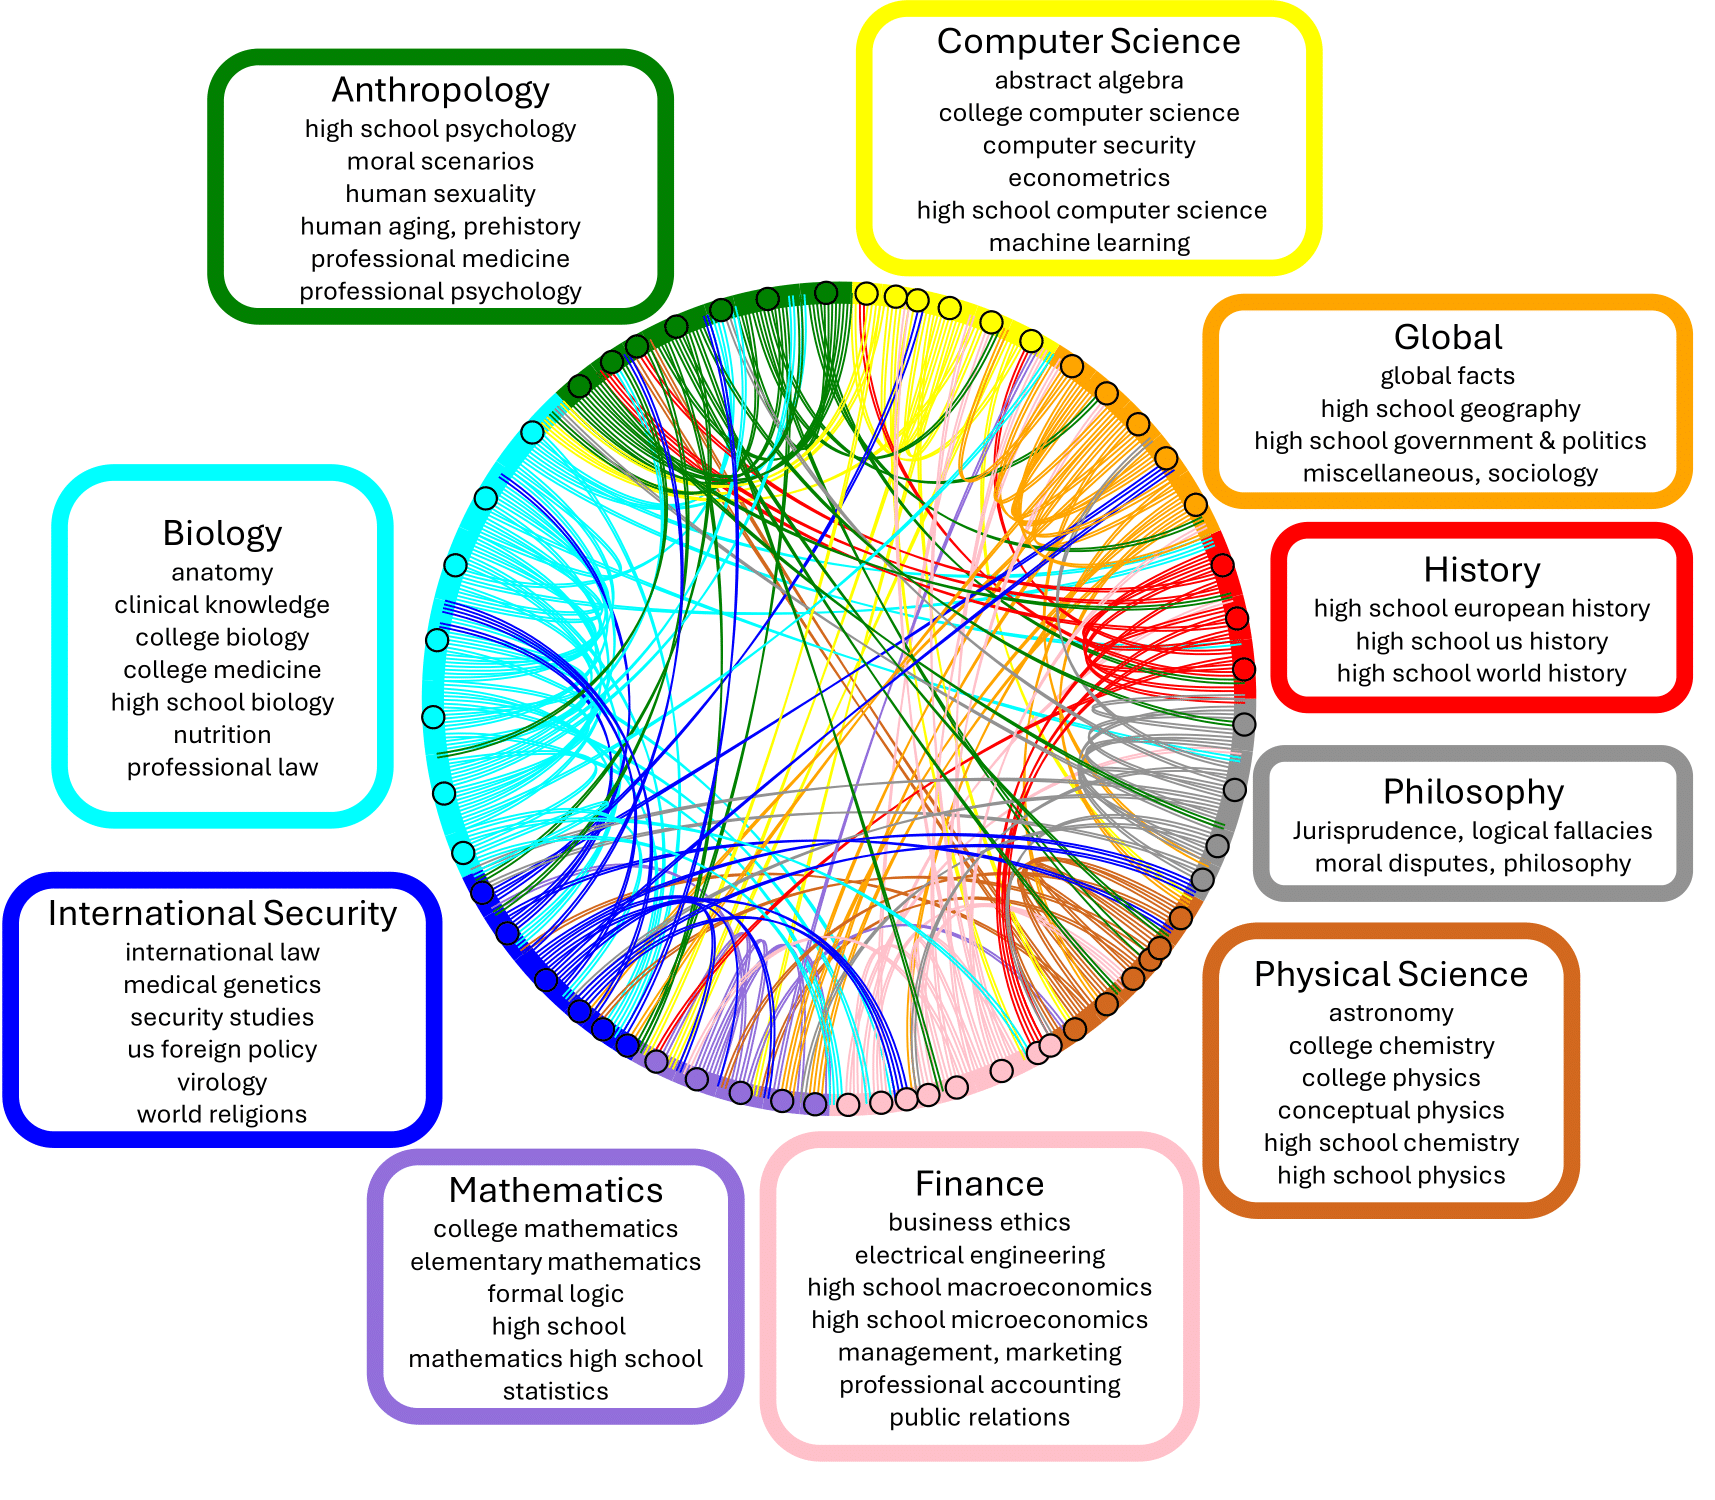 Computer Science
abstract algebra
college computer science
computer security
econometrics
high school computer science
machine learning
Anthropology
high school psychology
moral scenarios
human sexuality
human aging, prehistory
professional medicine
professional psychology
Global
global facts
high school geography
high school government & politics
miscellaneous, sociology
Biology
anatomy
clinical knowledge
college biology
college medicine
high school biology
nutrition
professional law
History
high school european history
high school us history
high school world history
Philosophy
Jurisprudence, logical fallacies
moral disputes, philosophy
International Security
international law
medical genetics
security studies
us foreign policy
virology
world religions
Physical Science
astronomy
college chemistry
college physics
conceptual physics
high school chemistry
high school physics
Mathematics
college mathematics
elementary mathematics
formal logic
high school
mathematics high school
statistics
Finance
business ethics
electrical engineering
high school macroeconomics
high school microeconomics
management, marketing
professional accounting
public relations